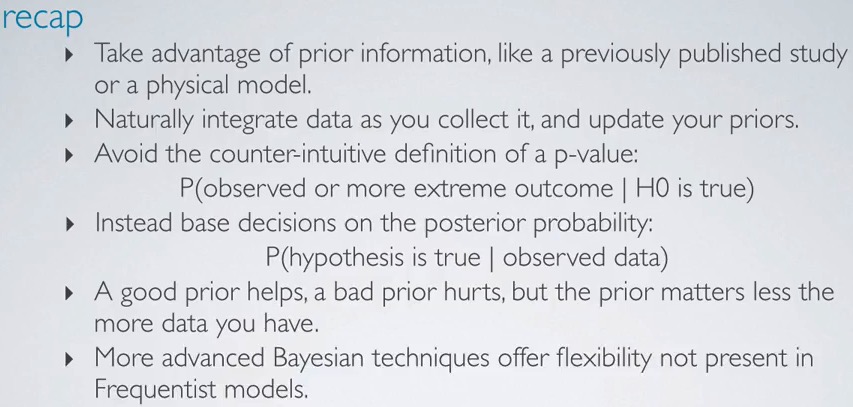 recap
▸ Take advantage of prior information, like a previously published study
or a physical model.
▸ Naturally integrate data as you collect it, and update your priors.
▸ Avoid the counter-intuitive definition of a p-value:
P(observed or more extreme outcome | H0 is true)
▸ Instead base decisions on the posterior probability:
P(hypothesis is true | observed data)
▸ A good prior helps, a bad prior hurts, but the prior matters less the
more data you have.
▸ More advanced Bayesian techniques offer flexibility not present in
Frequentist models.